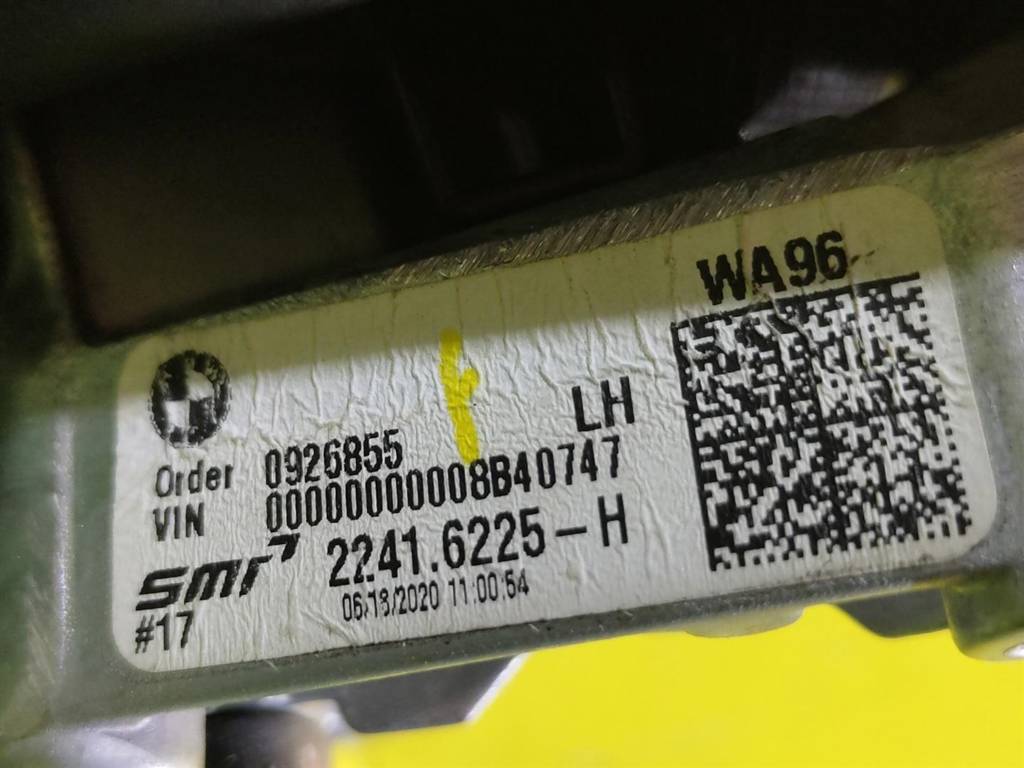 WA96
LH
Order 0926855
VIN 00000000008B40747
smr 2241.6225-H
06/18/2020 11:00:54
#17